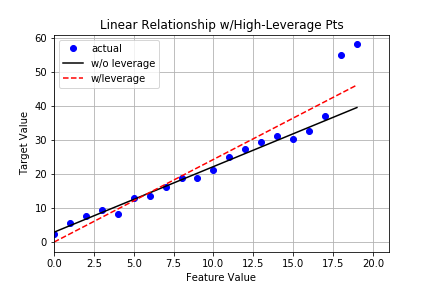 Linear Relationship w/High-Leverage Pts
60
50
40
30
20
10
0
Target Value
actual
w/o leverage
w/leverage
0.0 2.5 5.0 7.5 10.0 12.5 15.0 17.5 20.0
Feature Value